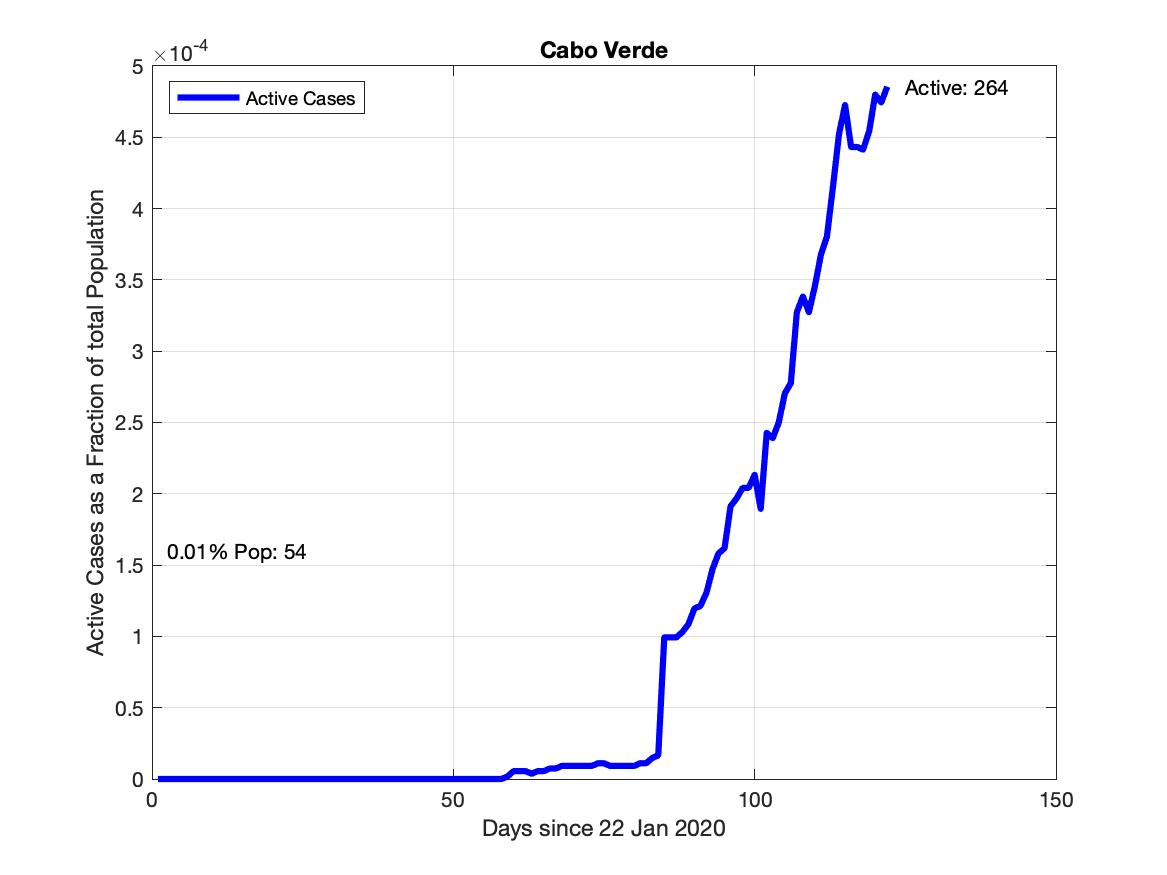 Cabo Verde
×10-4
Active Cases
Active: 264
0.01% Pop: 54
5
4.5
4
3.5
3
2.5
2
1.5
1
0.5
0
0 50 100 150
Days since 22 Jan 2020
Active Cases as a Fraction of total Population